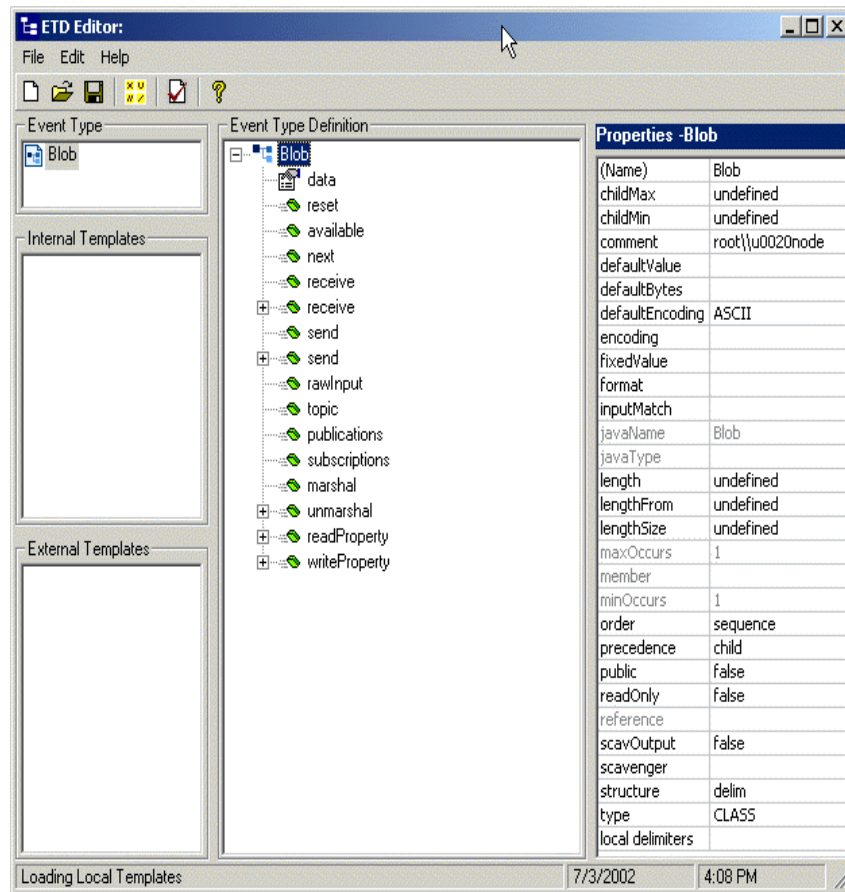 ETD Editor:
File Edit Help
Event Type
Blob
Internal Templates
External Templates
Event Type Definition
Blob
data
reset
available
next
receive
receive
send
send
rawInput
topic
publications
subscriptions
marshal
unmarshal
readProperty
writeProperty
Properties -Blob
(Name) Blob
childMax undefined
childMin undefined
comment root\\u0020node
defaultValue
defaultBytes
defaultEncoding ASCII
encoding
fixedValue
format
inputMatch
javaName Blob
javaType
length undefined
lengthFrom undefined
lengthSize undefined
maxOccurs 1
member
minOccurs 1
order sequence
precedence child
public false
readOnly false
reference
scavOutput false
scavenger
structure delim
type CLASS
local delimiters
Loading Local Templates 7/3/2002 4:08 PM